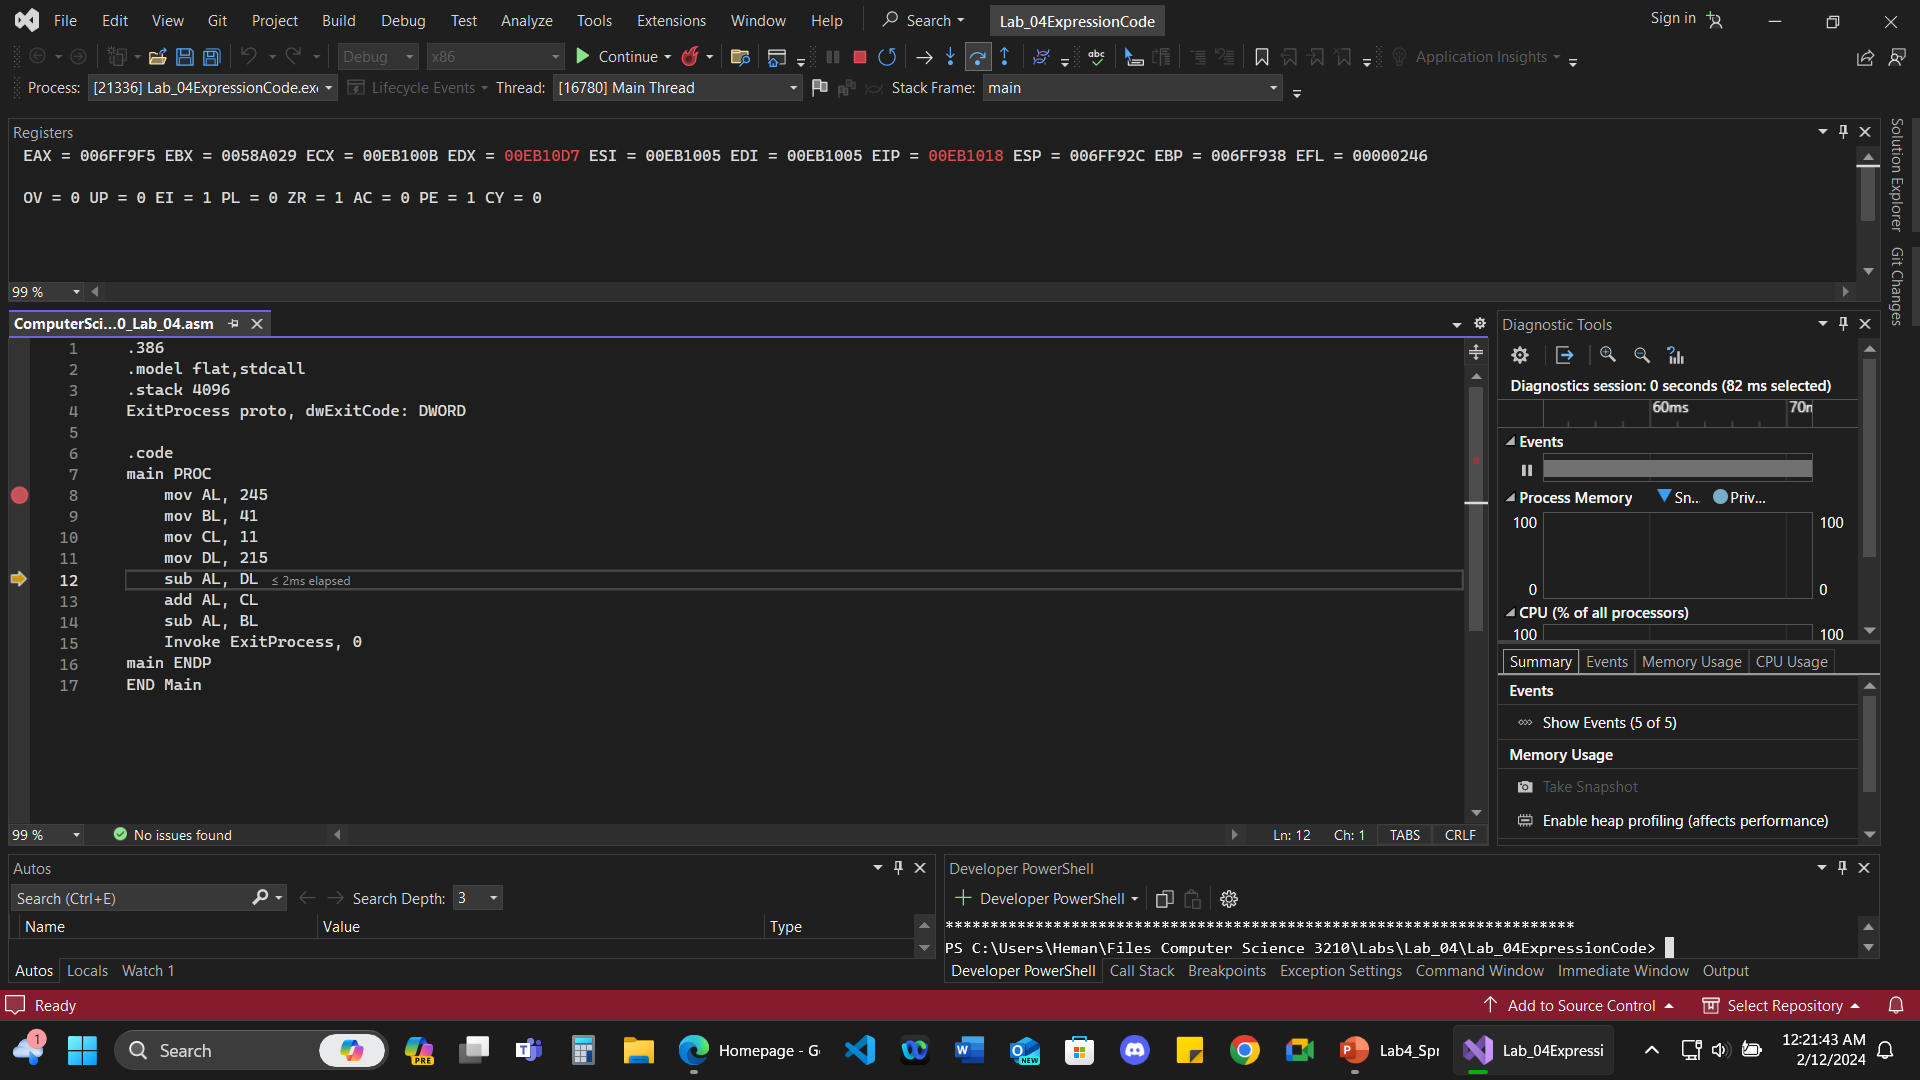 File Edit View Git Project Build Debug Test Analyze Tools Extensions Window Help Search Lab_04ExpressionCode Sign in
Debug x86 Continue Application Insights
Process: [21336] Lab_04ExpressionCode.exe Lifecycle Events Thread: [16780] Main Thread Stack Frame: main
Registers
EAX = 006FF9F5 EBX = 0058A029 ECX = 00EB100B EDX = 00EB10D7 ESI = 00EB1005 EDI = 00EB1005 EIP = 00EB1018 ESP = 006FF92C EBP = 006FF938 EFL = 00000246
OV = 0 UP = 0 EI = 1 PL = 0 ZR = 1 AC = 0 PE = 1 CY = 0
99 %
Solution Explorer
Git Changes
ComputerSci...0_Lab_04.asm
1 .386
2 .model flat,stdcall
3 .stack 4096
4 ExitProcess proto, dwExitCode: DWORD
5
6 .code
7 main PROC
8 mov AL, 245
9 mov BL, 41
10 mov CL, 11
11 mov DL, 215
12 sub AL, DL ≤ 2ms elapsed
13 add AL, CL
14 sub AL, BL
15 Invoke ExitProcess, 0
16 main ENDP
17 END Main
99 % No issues found Ln: 12 Ch: 1 TABS CRLF
Diagnostic Tools
Diagnostics session: 0 seconds (82 ms selected)
60ms 70m
Events
Process Memory Sn... Priv...
100 100
0 0
CPU (% of all processors)
100 100
Summary Events Memory Usage CPU Usage
Events
Show Events (5 of 5)
Memory Usage
Take Snapshot
Enable heap profiling (affects performance)
Autos
Search (Ctrl+E) Search Depth: 3
Name Value Type
Autos Locals Watch 1
Developer PowerShell
Developer PowerShell
**********************************************************************
PS C:\Users\Heman\Files Computer Science 3210\Labs\Lab_04\Lab_04ExpressionCode>
Developer PowerShell Call Stack Breakpoints Exception Settings Command Window Immediate Window Output
Ready Add to Source Control Select Repository
1 Search PRE Homepage - G NEW Lab4_Spr Lab_04Expressi 12:21:43 AM
2/12/2024